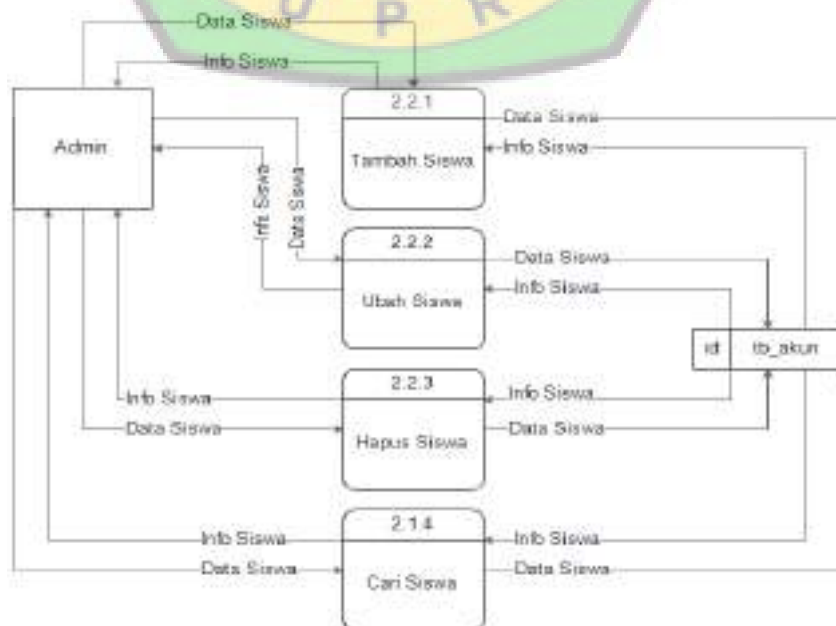 U P R
Data Siswa
Info Siswa
Admin
2.2.1
Tambah Siswa
Data Siswa
Info Siswa
Info Siswa
Data Siswa
2.2.2
Ubah Siswa
Data Siswa
Info Siswa
id
tb_akun
2.2.3
Hapus Siswa
Info Siswa
Data Siswa
Info Siswa
Data Siswa
2.1.4
Cari Siswa
Info Siswa
Data Siswa
Info Siswa
Data Siswa